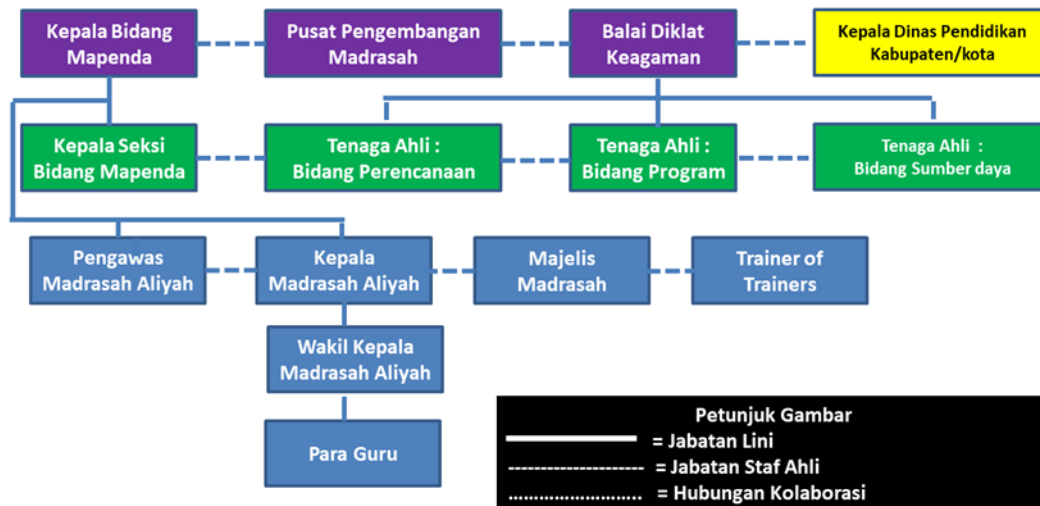 Kepala Bidang
Mapenda
Pusat Pengembangan
Madrasah
Balai Diklat
Keagaman
Kepala Dinas Pendidikan
Kabupaten/kota
Kepala Seksi
Bidang Mapenda
Tenaga Ahli :
Bidang Perencanaan
Tenaga Ahli :
Bidang Program
Tenaga Ahli :
Bidang Sumber daya
Pengawas
Madrasah Aliyah
Kepala
Madrasah Aliyah
Majelis
Madrasah
Trainer of
Trainers
Wakil Kepala
Madrasah Aliyah
Para Guru
Petunjuk Gambar
= Jabatan Lini
= Jabatan Staf Ahli
= Hubungan Kolaborasi